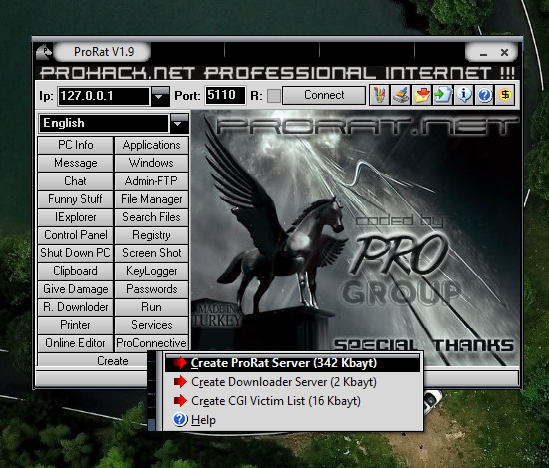 ProRat V1.9
PROHACK.NET PROFESSIONAL INTERNET !!!
Ip: 127.0.0.1 Port: 5110 R: Connect
English
PRORAT.NET
PC Info Applications
Message Windows
Chat Admin-FTP
Funny Stuff File Manager
IExplorer Search Files
Control Panel Registry
Shut Down PC Screen Shot
Clipboard KeyLogger
Give Damage Passwords
R. Downloder Run
Printer Services
Online Editor ProConnective
Create
coded by
PRO
GROUP
MADE IN
TURKEY
SPECIAL THANKS
Create ProRat Server (342 Kbayt)
Create Downloader Server (2 Kbayt)
Create CGI Victim List (16 Kbayt)
Help